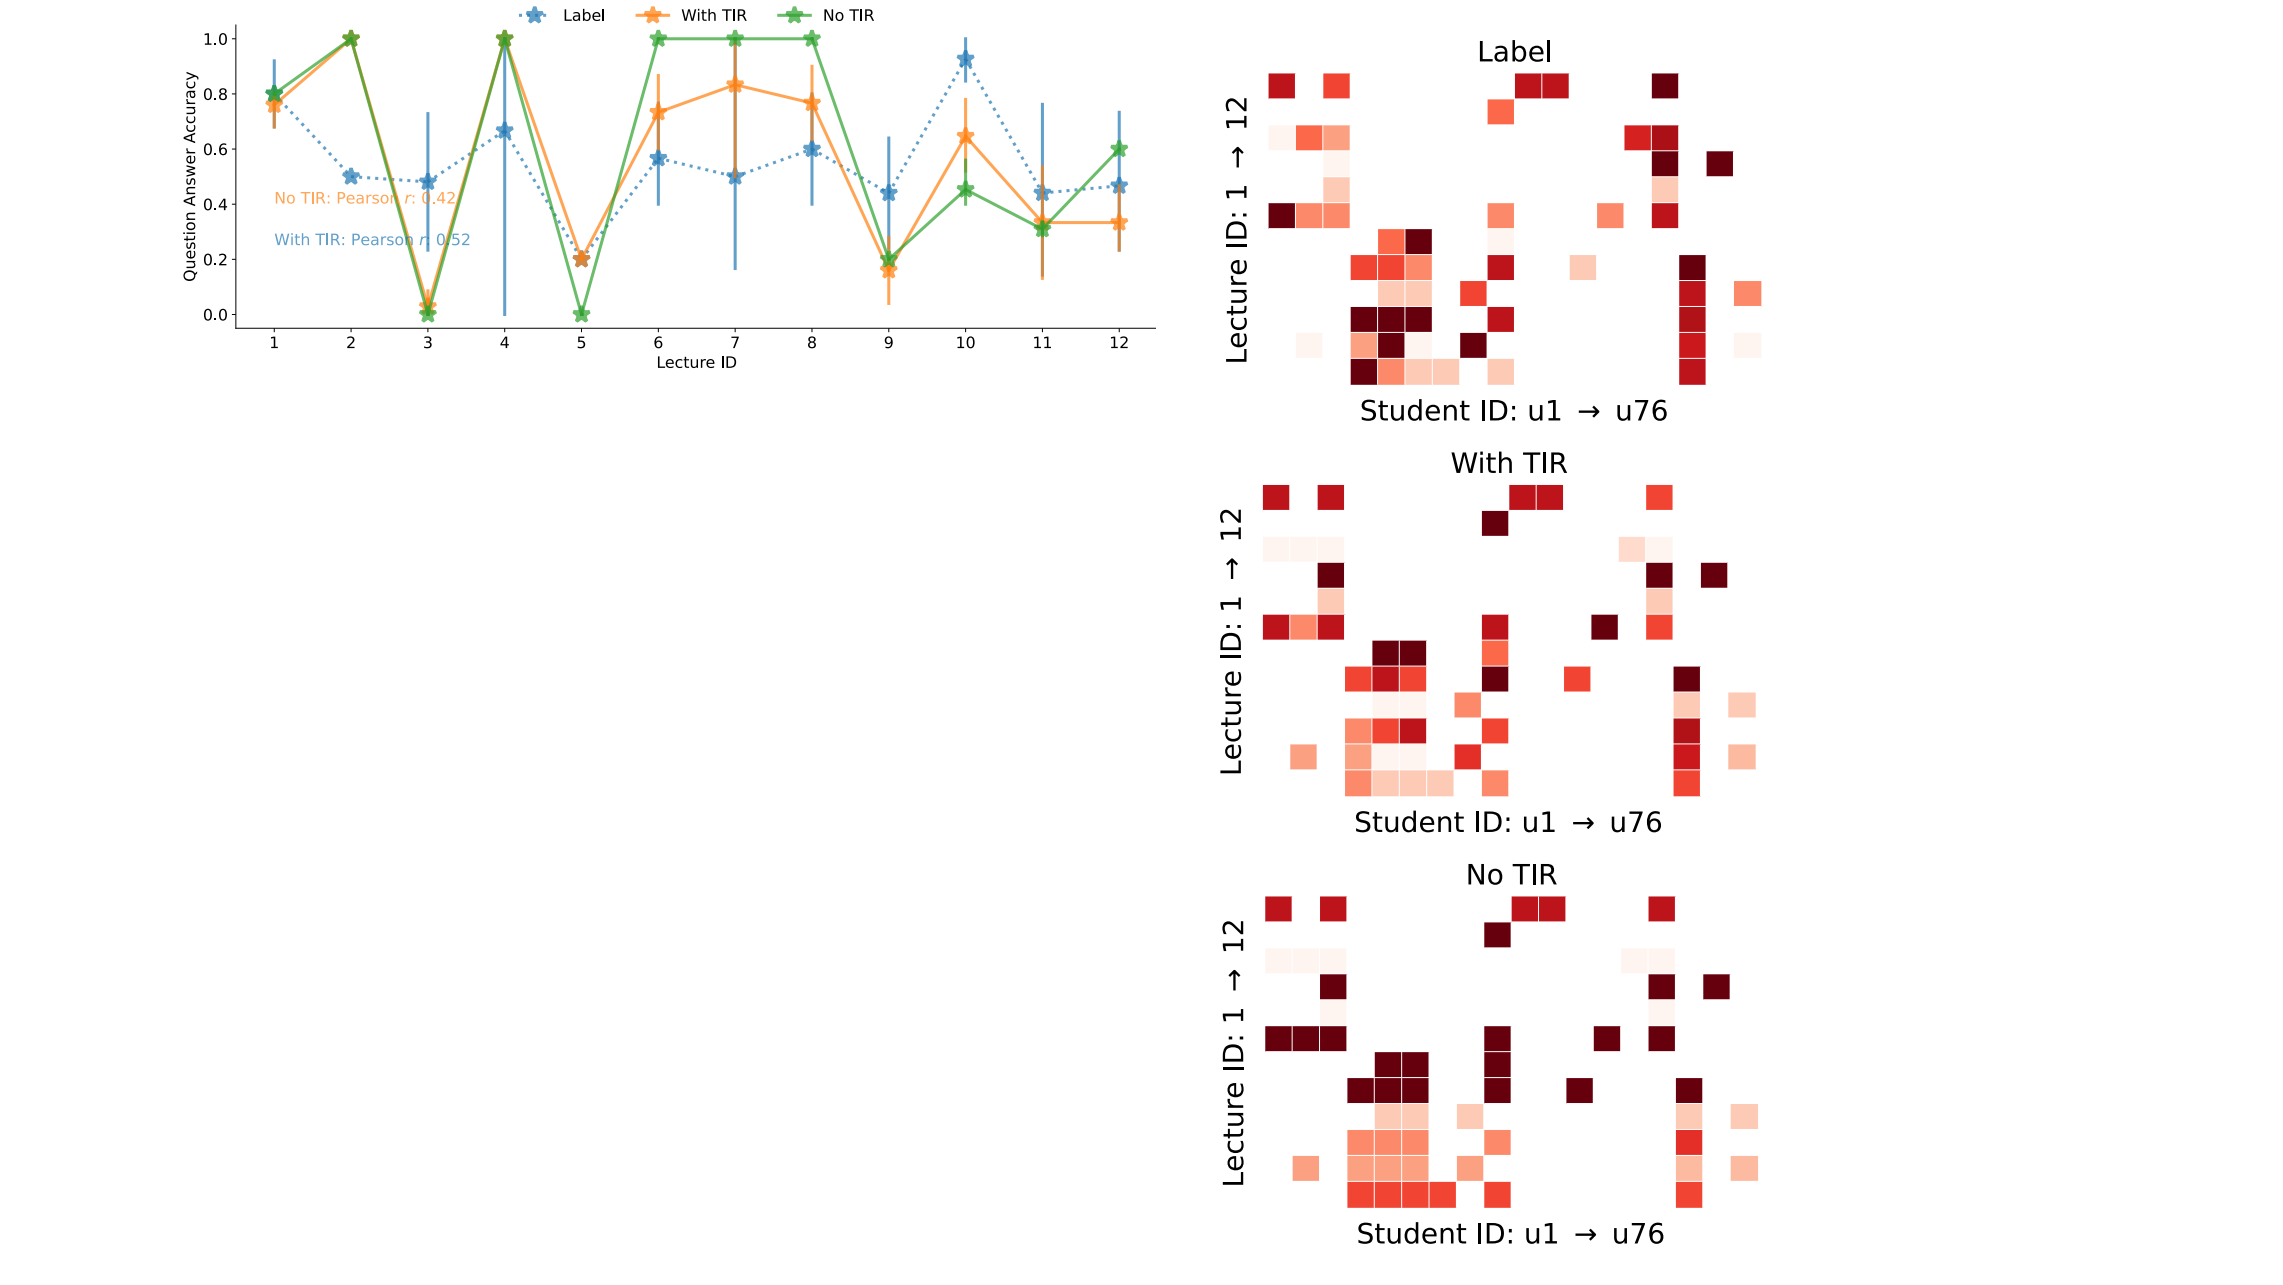 Label With TIR No TIR
Question Answer Accuracy
1.0
0.8
0.6
0.4
0.2
0.0
No TIR: Pearson r: 0.42
With TIR: Pearson r: 0.52
1 2 3 4 5 6 7 8 9 10 11 12
Lecture ID
Label
Lecture ID: 1 → 12
Student ID: u1 → u76
With TIR
Lecture ID: 1 → 12
Student ID: u1 → u76
No TIR
Lecture ID: 1 → 12
Student ID: u1 → u76